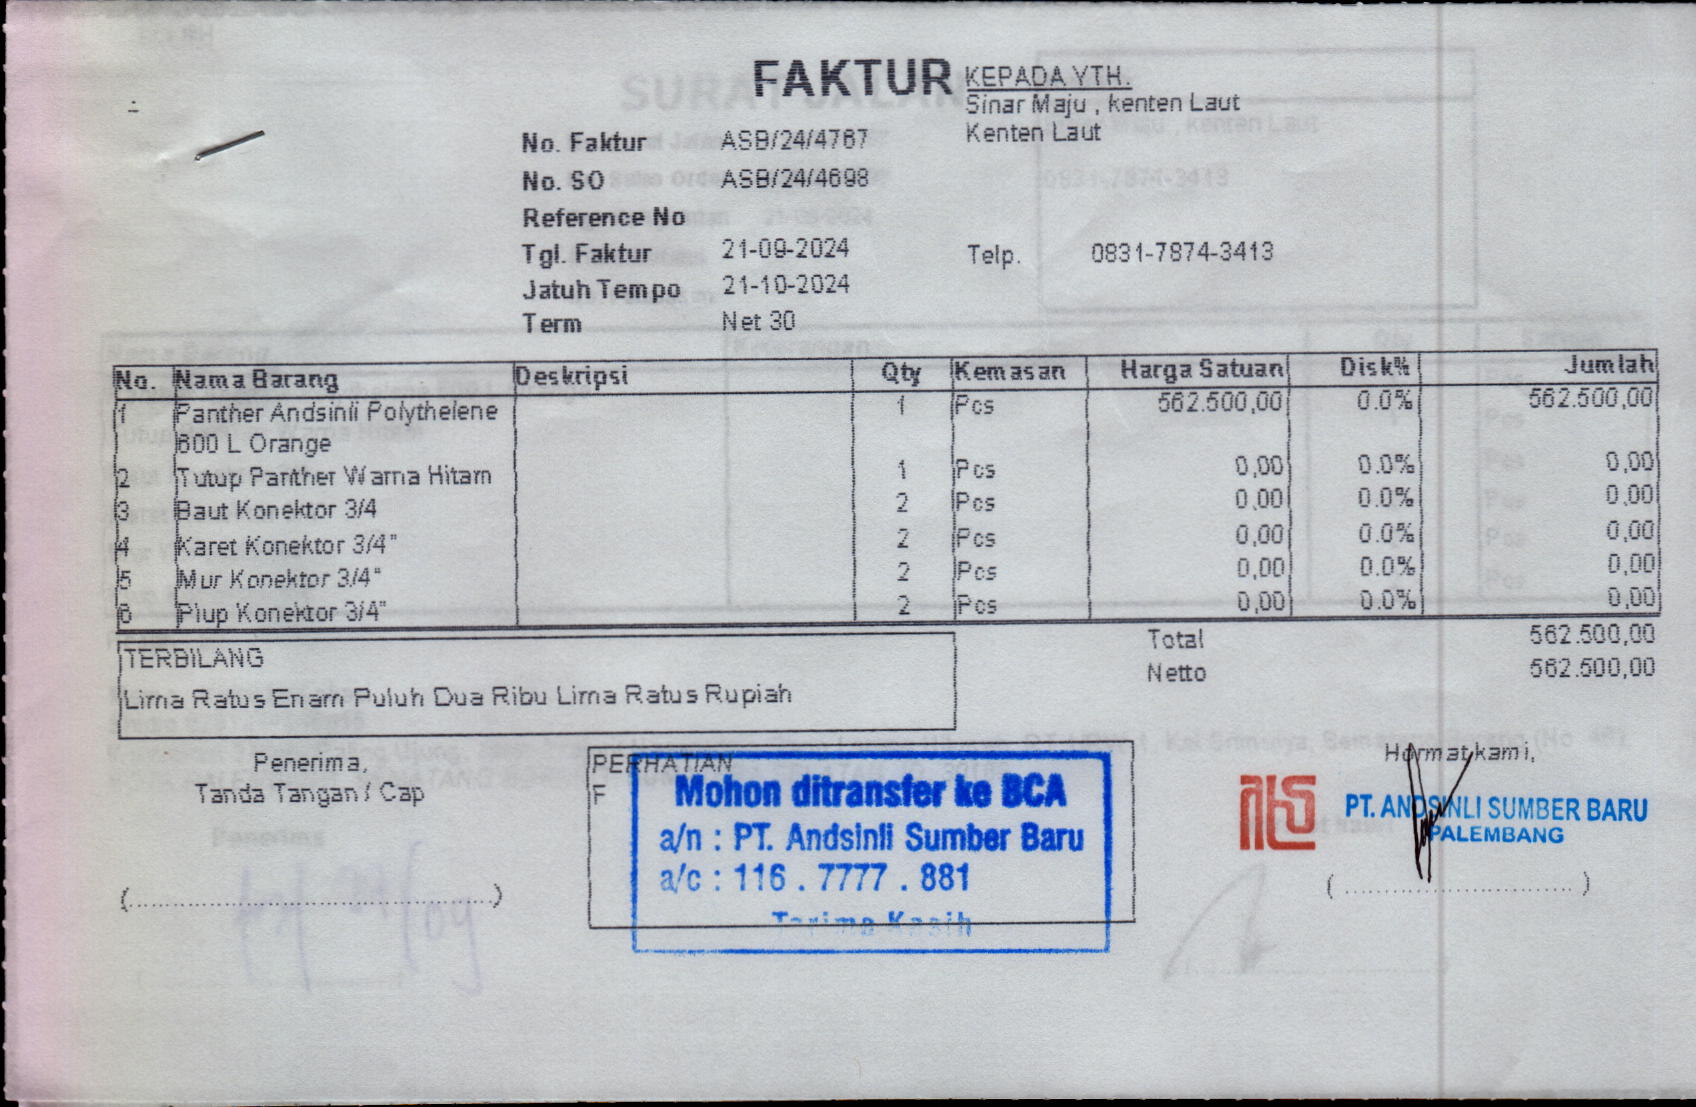 FAKTUR
KEPADA YTH.
Sinar Maju , kenten Laut
Kenten Laut
No. Faktur ASB/24/4767
No. SO ASB/24/4698
Reference No
Tgl. Faktur 21-09-2024
Telp. 0831-7874-3413
Jatuh Tempo 21-10-2024
Term Net 30
No. Nama Barang Deskripsi Qty Kemasan Harga Satuan Disk% Jumlah
1 Panther Andsinli Polythelene 1 Pcs 562.500,00 0.0% 562.500,00
600 L Orange
2 Tutup Panther Warna Hitam 1 Pcs 0,00 0.0% 0,00
3 Baut Konektor 3/4 2 Pcs 0,00 0.0% 0,00
4 Karet Konektor 3/4" 2 Pcs 0,00 0.0% 0,00
5 Mur Konektor 3/4" 2 Pcs 0,00 0.0% 0,00
6 Plup Konektor 3/4" 2 Pcs 0,00 0.0% 0,00
Total 562.500,00
Netto 562.500,00
TERBILANG
Lima Ratus Enam Puluh Dua Ribu Lima Ratus Rupiah
Penerima,
Tanda Tangan / Cap
(..............................)
PERHATIAN
F
Mohon ditransfer ke BCA
a/n : PT. Andsinli Sumber Baru
a/c : 116 . 7777 . 881
Terima Kasih
Hormat kami,
PT. ANDSINLI SUMBER BARU
PALEMBANG
(..............................)